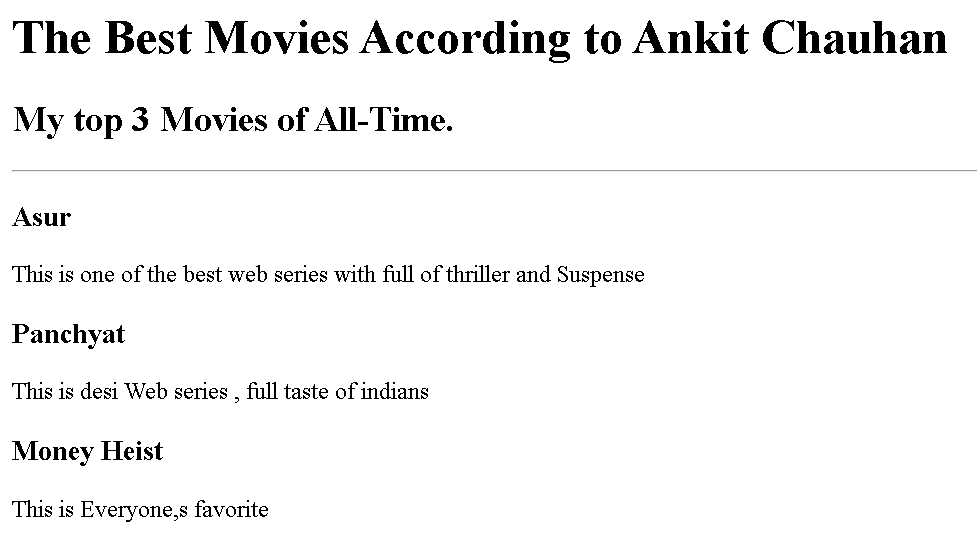 The Best Movies According to Ankit Chauhan
My top 3 Movies of All-Time.
Asur
This is one of the best web series with full of thriller and Suspense
Panchyat
This is desi Web series , full taste of indians
Money Heist
This is Everyone,s favorite